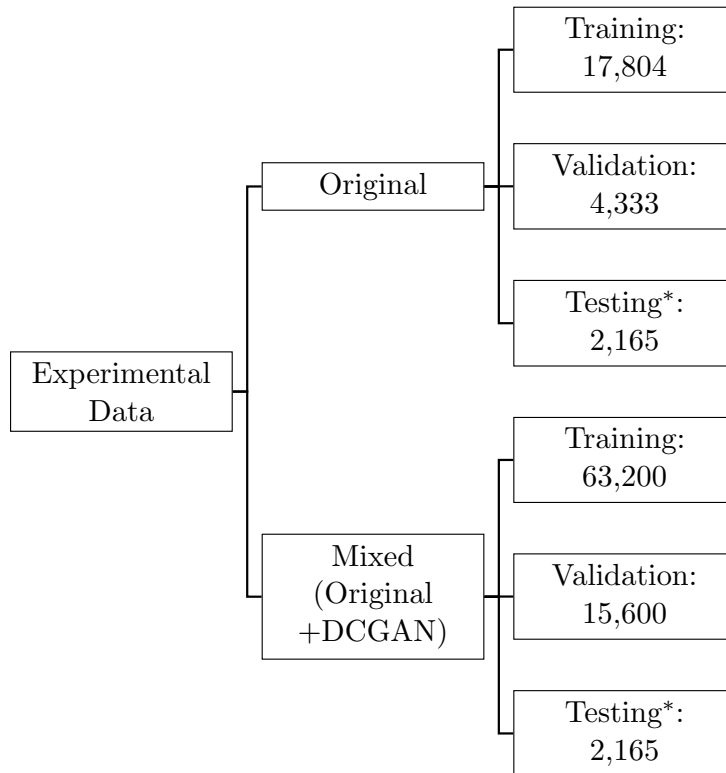 Experimental
Data
Original
Training:
17,804
Validation:
4,333
Testing*:
2,165
Mixed
(Original
+DCGAN)
Training:
63,200
Validation:
15,600
Testing*:
2,165